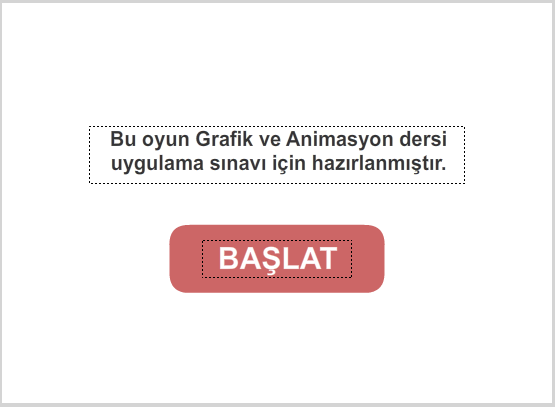 Bu oyun Grafik ve Animasyon dersi
uygulama sınavı için hazırlanmıştır.
BAŞLAT